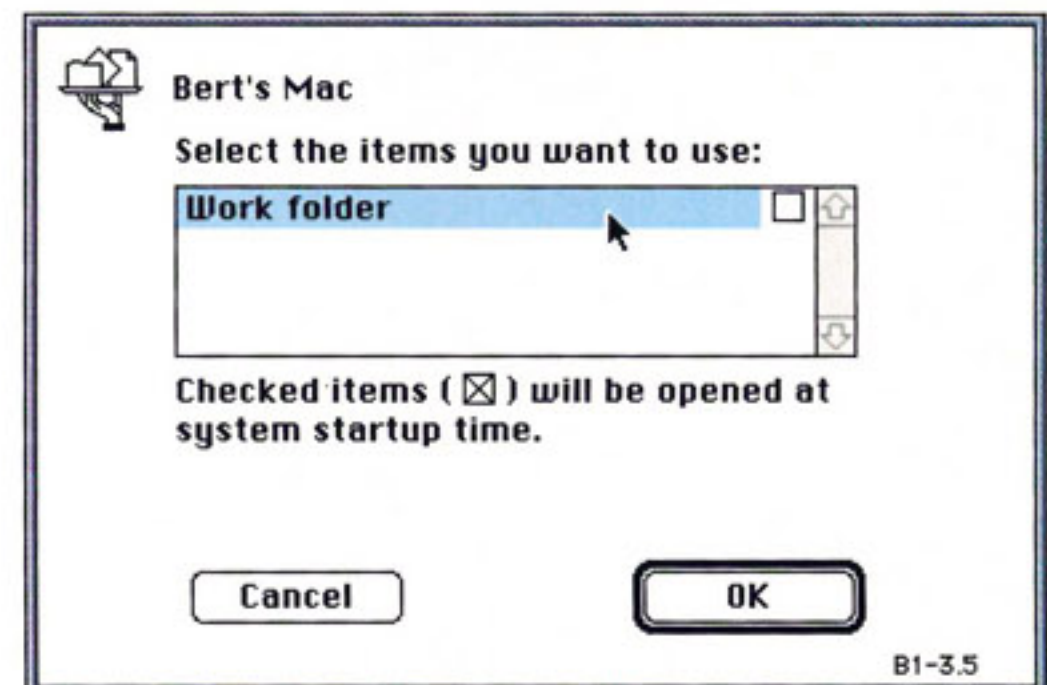 Bert's Mac
Select the items you want to use:
Work folder
Checked items ( ☒ ) will be opened at
system startup time.
Cancel
OK
B1-3.5